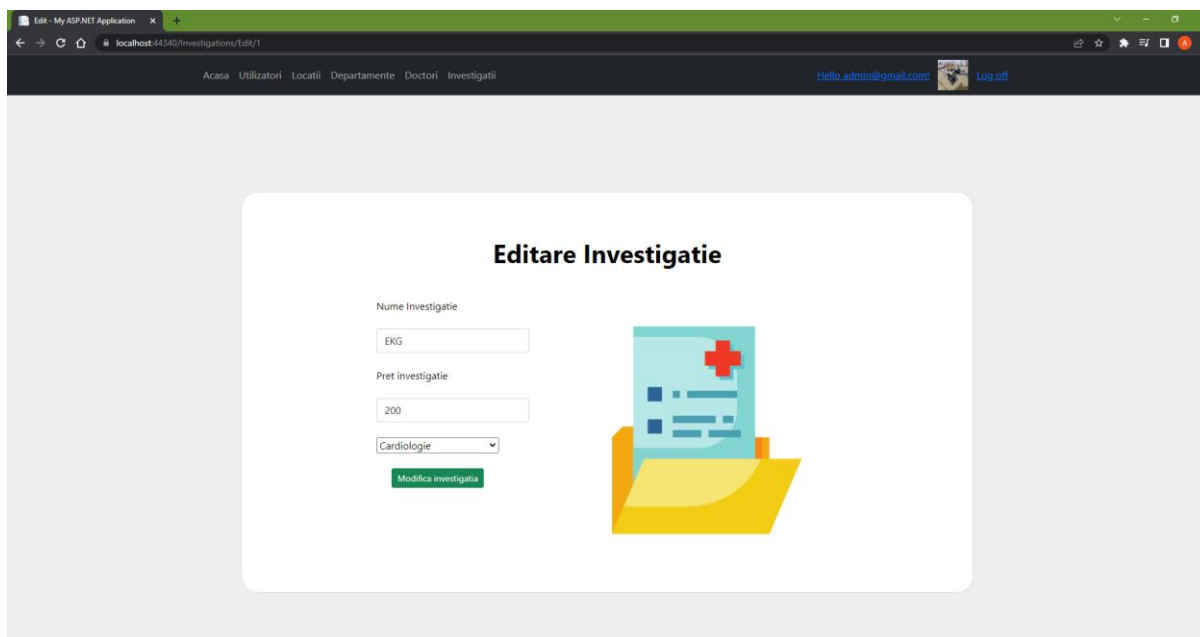 Edit - My ASP.NET Application
localhost:44340/Investigations/Edit/1
A
Acasa Utilizatori Locatii Departamente Doctori Investigatii Hello admin@gmail.com! Log off
Editare Investigatie
Nume Investigatie
EKG
Pret investigatie
200
Cardiologie
Modifica investigatia